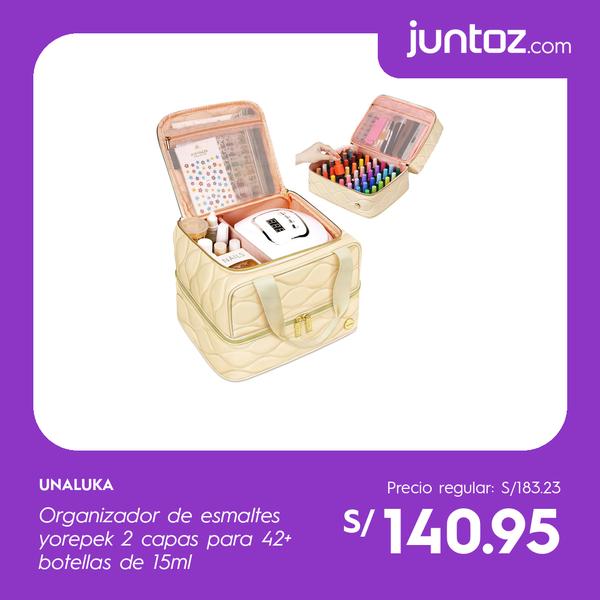 juntoz.com
NAILS
UNALUKA
Organizador de esmaltes
yorepek 2 capas para 42+
botellas de 15ml
Precio regular: S/183.23
S/ 140.95